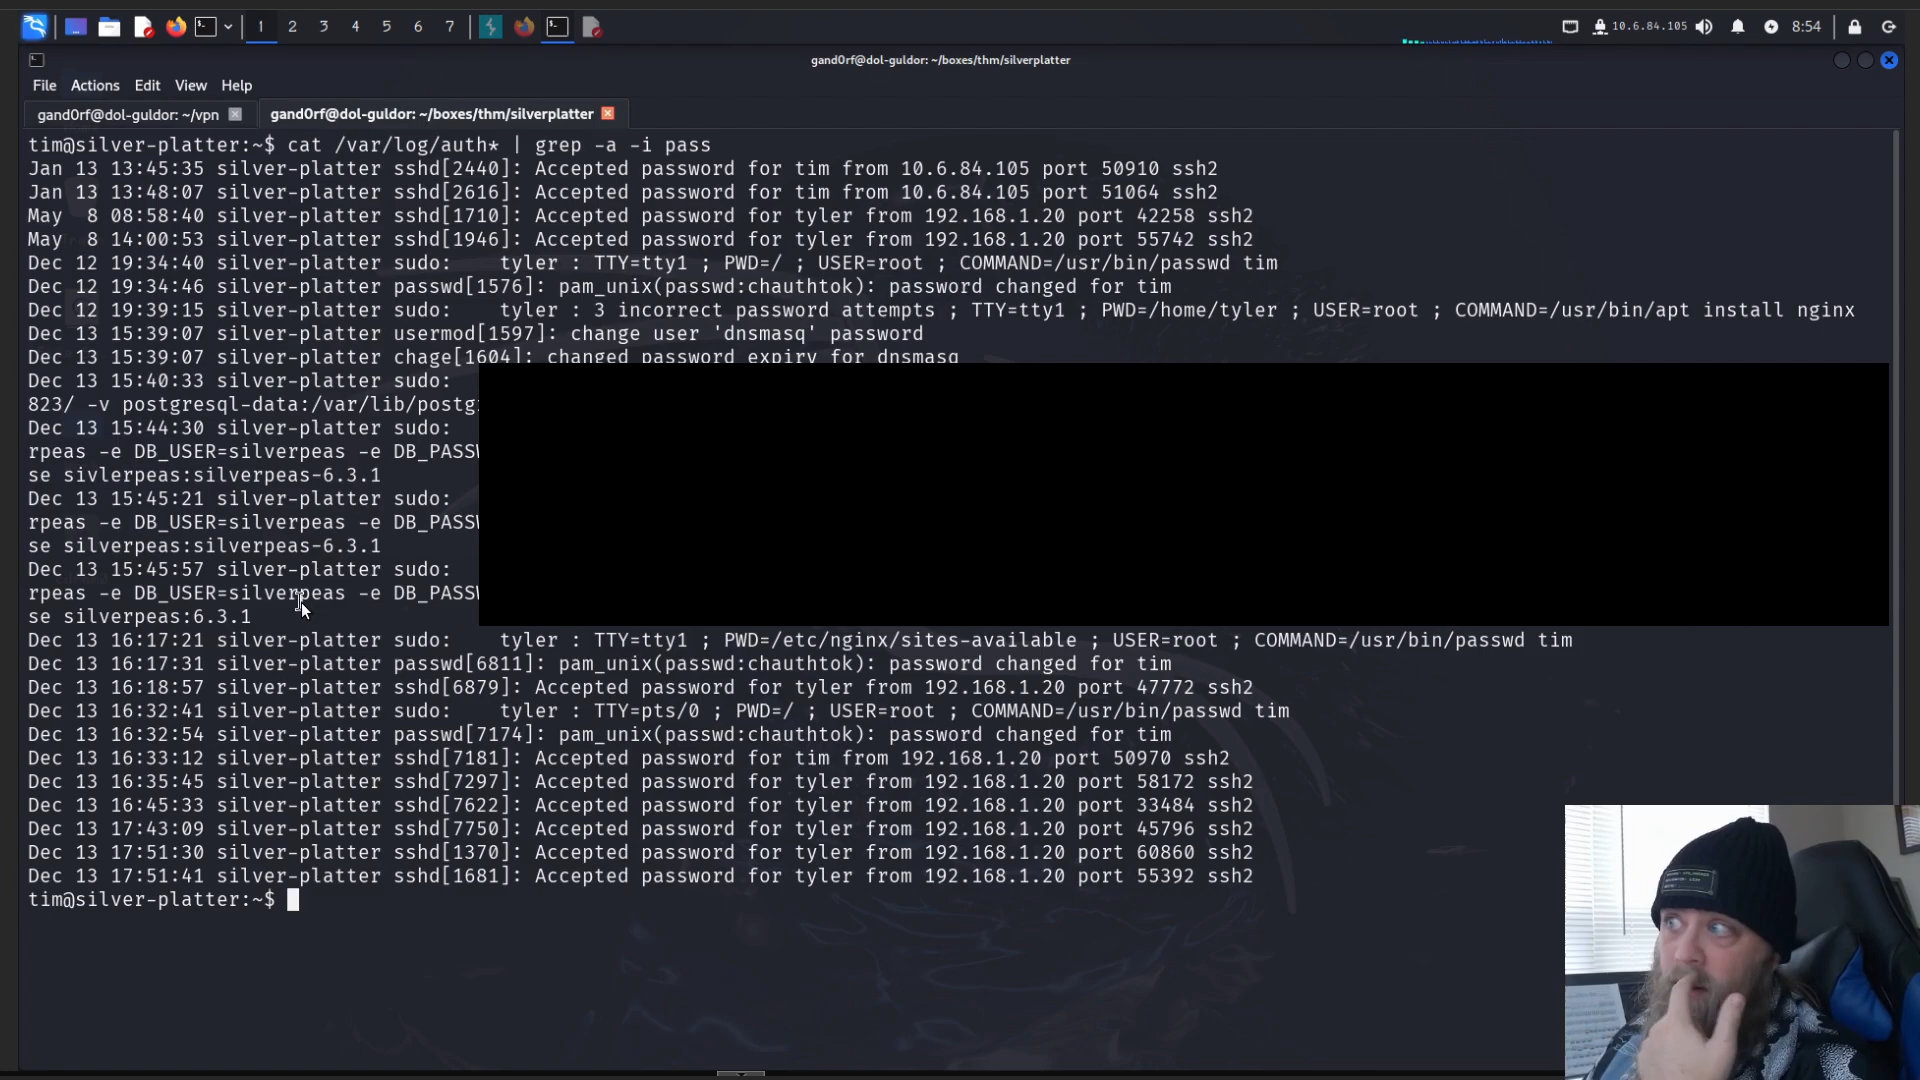 1 2 3 4 5 6 7
10.6.84.105
8:54
gand0rf@dol-guldor: ~/boxes/thm/silverplatter
File Actions Edit View Help
gand0rf@dol-guldor: ~/vpn
gand0rf@dol-guldor: ~/boxes/thm/silverplatter
tim@silver-platter:~$ cat /var/log/auth* | grep -a -i pass
Jan 13 13:45:35 silver-platter sshd[2440]: Accepted password for tim from 10.6.84.105 port 50910 ssh2
Jan 13 13:48:07 silver-platter sshd[2616]: Accepted password for tim from 10.6.84.105 port 51064 ssh2
May  8 08:58:40 silver-platter sshd[1710]: Accepted password for tyler from 192.168.1.20 port 42258 ssh2
May  8 14:00:53 silver-platter sshd[1946]: Accepted password for tyler from 192.168.1.20 port 55742 ssh2
Dec 12 19:34:40 silver-platter sudo:    tyler : TTY=tty1 ; PWD=/ ; USER=root ; COMMAND=/usr/bin/passwd tim
Dec 12 19:34:46 silver-platter passwd[1576]: pam_unix(passwd:chauthtok): password changed for tim
Dec 12 19:39:15 silver-platter sudo:    tyler : 3 incorrect password attempts ; TTY=tty1 ; PWD=/home/tyler ; USER=root ; COMMAND=/usr/bin/apt install nginx
Dec 13 15:39:07 silver-platter usermod[1597]: change user 'dnsmasq' password
Dec 13 15:39:07 silver-platter chage[1604]: changed password expiry for dnsmasq
Dec 13 15:40:33 silver-platter sudo:
823/ -v postgresql-data:/var/lib/postg
Dec 13 15:44:30 silver-platter sudo:
rpeas -e DB_USER=silverpeas -e DB_PASS
se sivlerpeas:silverpeas-6.3.1
Dec 13 15:45:21 silver-platter sudo:
rpeas -e DB_USER=silverpeas -e DB_PASS
se silverpeas:silverpeas-6.3.1
Dec 13 15:45:57 silver-platter sudo:
rpeas -e DB_USER=silverpeas -e DB_PASS
se silverpeas:6.3.1
Dec 13 16:17:21 silver-platter sudo:    tyler : TTY=tty1 ; PWD=/etc/nginx/sites-available ; USER=root ; COMMAND=/usr/bin/passwd tim
Dec 13 16:17:31 silver-platter passwd[6811]: pam_unix(passwd:chauthtok): password changed for tim
Dec 13 16:18:57 silver-platter sshd[6879]: Accepted password for tyler from 192.168.1.20 port 47772 ssh2
Dec 13 16:32:41 silver-platter sudo:    tyler : TTY=pts/0 ; PWD=/ ; USER=root ; COMMAND=/usr/bin/passwd tim
Dec 13 16:32:54 silver-platter passwd[7174]: pam_unix(passwd:chauthtok): password changed for tim
Dec 13 16:33:12 silver-platter sshd[7181]: Accepted password for tim from 192.168.1.20 port 50970 ssh2
Dec 13 16:35:45 silver-platter sshd[7297]: Accepted password for tyler from 192.168.1.20 port 58172 ssh2
Dec 13 16:45:33 silver-platter sshd[7622]: Accepted password for tyler from 192.168.1.20 port 33484 ssh2
Dec 13 17:43:09 silver-platter sshd[7750]: Accepted password for tyler from 192.168.1.20 port 45796 ssh2
Dec 13 17:51:30 silver-platter sshd[1370]: Accepted password for tyler from 192.168.1.20 port 60860 ssh2
Dec 13 17:51:41 silver-platter sshd[1681]: Accepted password for tyler from 192.168.1.20 port 55392 ssh2
tim@silver-platter:~$